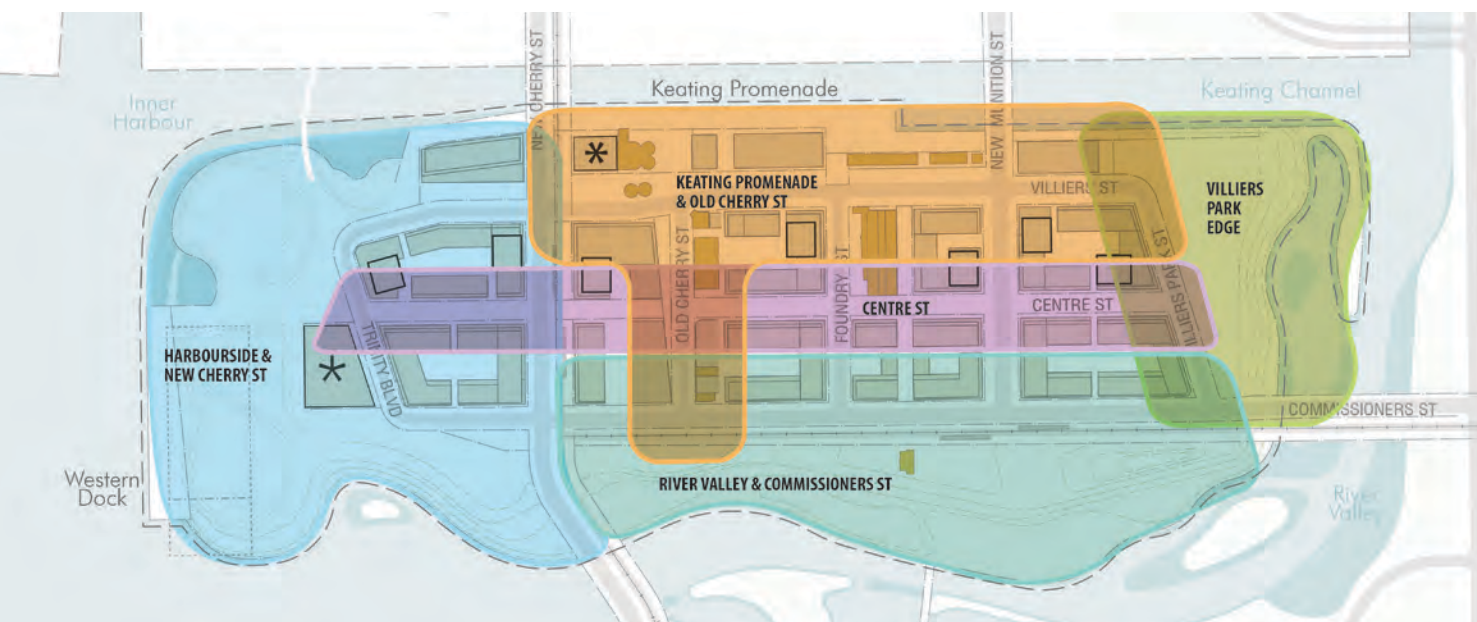 NEW CHERRY ST
NEW MUNITION ST
Keating Promenade
Keating Channel
Inner
Harbour
KEATING PROMENADE
& OLD CHERRY ST
VILLIERS ST
VILLIERS
PARK
EDGE
OLD CHERRY ST
FOUNDRY ST
CENTRE ST
CENTRE ST
VILLIERS PARK ST
HARBOURSIDE &
NEW CHERRY ST
TRINITY BLVD
COMMISSIONERS ST
Western
Dock
RIVER VALLEY & COMMISSIONERS ST
River
Valley